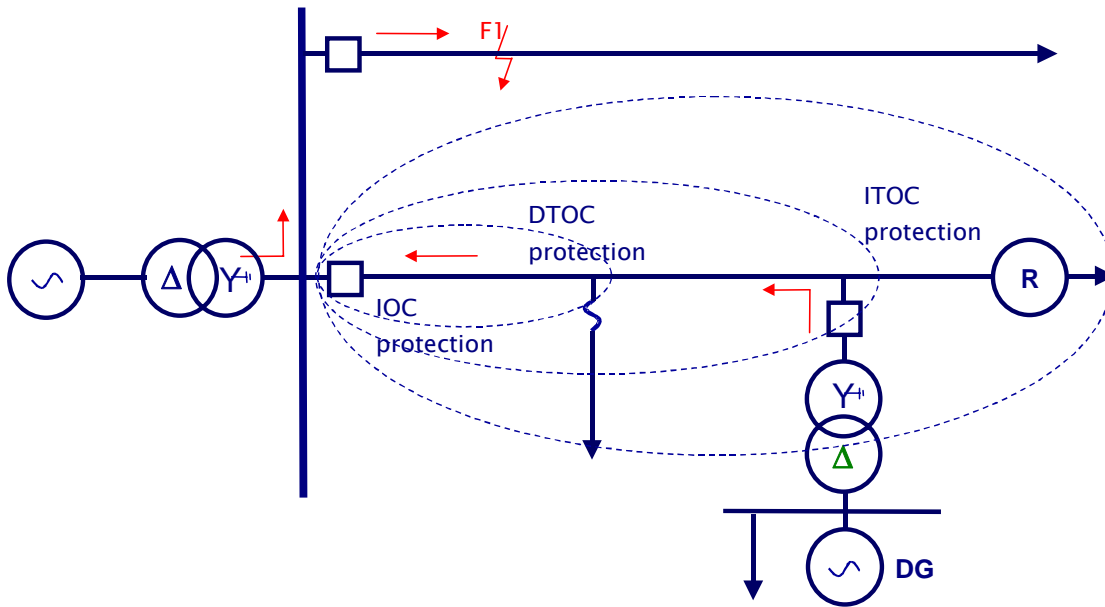 F1
ITOC
protection
DTOC
protection
Δ
Y
R
IOC
protection
Y
Δ
DG